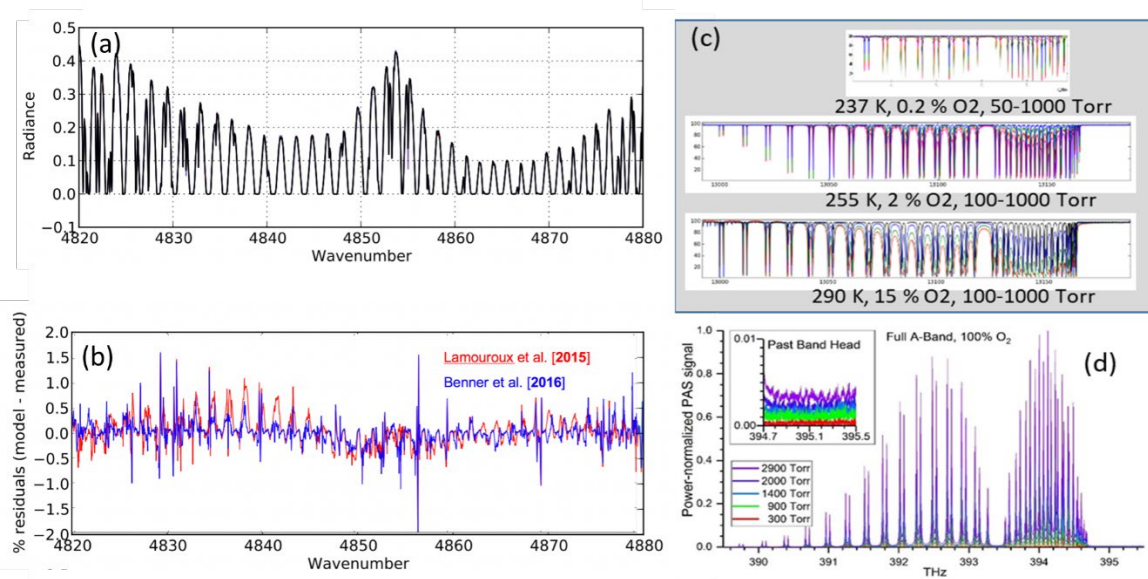 (a)
0.5
0.4
0.3
0.2
0.1
0.0
−0.1
Radiance
4820 4830 4840 4850 4860 4870 4880
Wavenumber
(b)
2.0
1.5
1.0
0.5
0.0
−0.5
−1.0
−1.5
−2.0
% residuals (model - measured)
Lamouroux et al. [2015]
Benner et al. [2016]
4820 4830 4840 4850 4860 4870 4880
Wavenumber
(c)
237 K, 0.2 % O2, 50-1000 Torr
100
80
60
40
20
13000 13050 13100 13150
255 K, 2 % O2, 100-1000 Torr
100
80
60
40
20
13000 13050 13100 13150
290 K, 15 % O2, 100-1000 Torr
(d)
Full A-Band, 100% O₂
1.0
0.8
0.6
0.4
0.2
0.0
Power-normalized PAS signal
0.01
Past Band Head
0.00
394.7 395.1 395.5
2900 Torr
2000 Torr
1400 Torr
900 Torr
300 Torr
390 391 392 393 394 395
THz